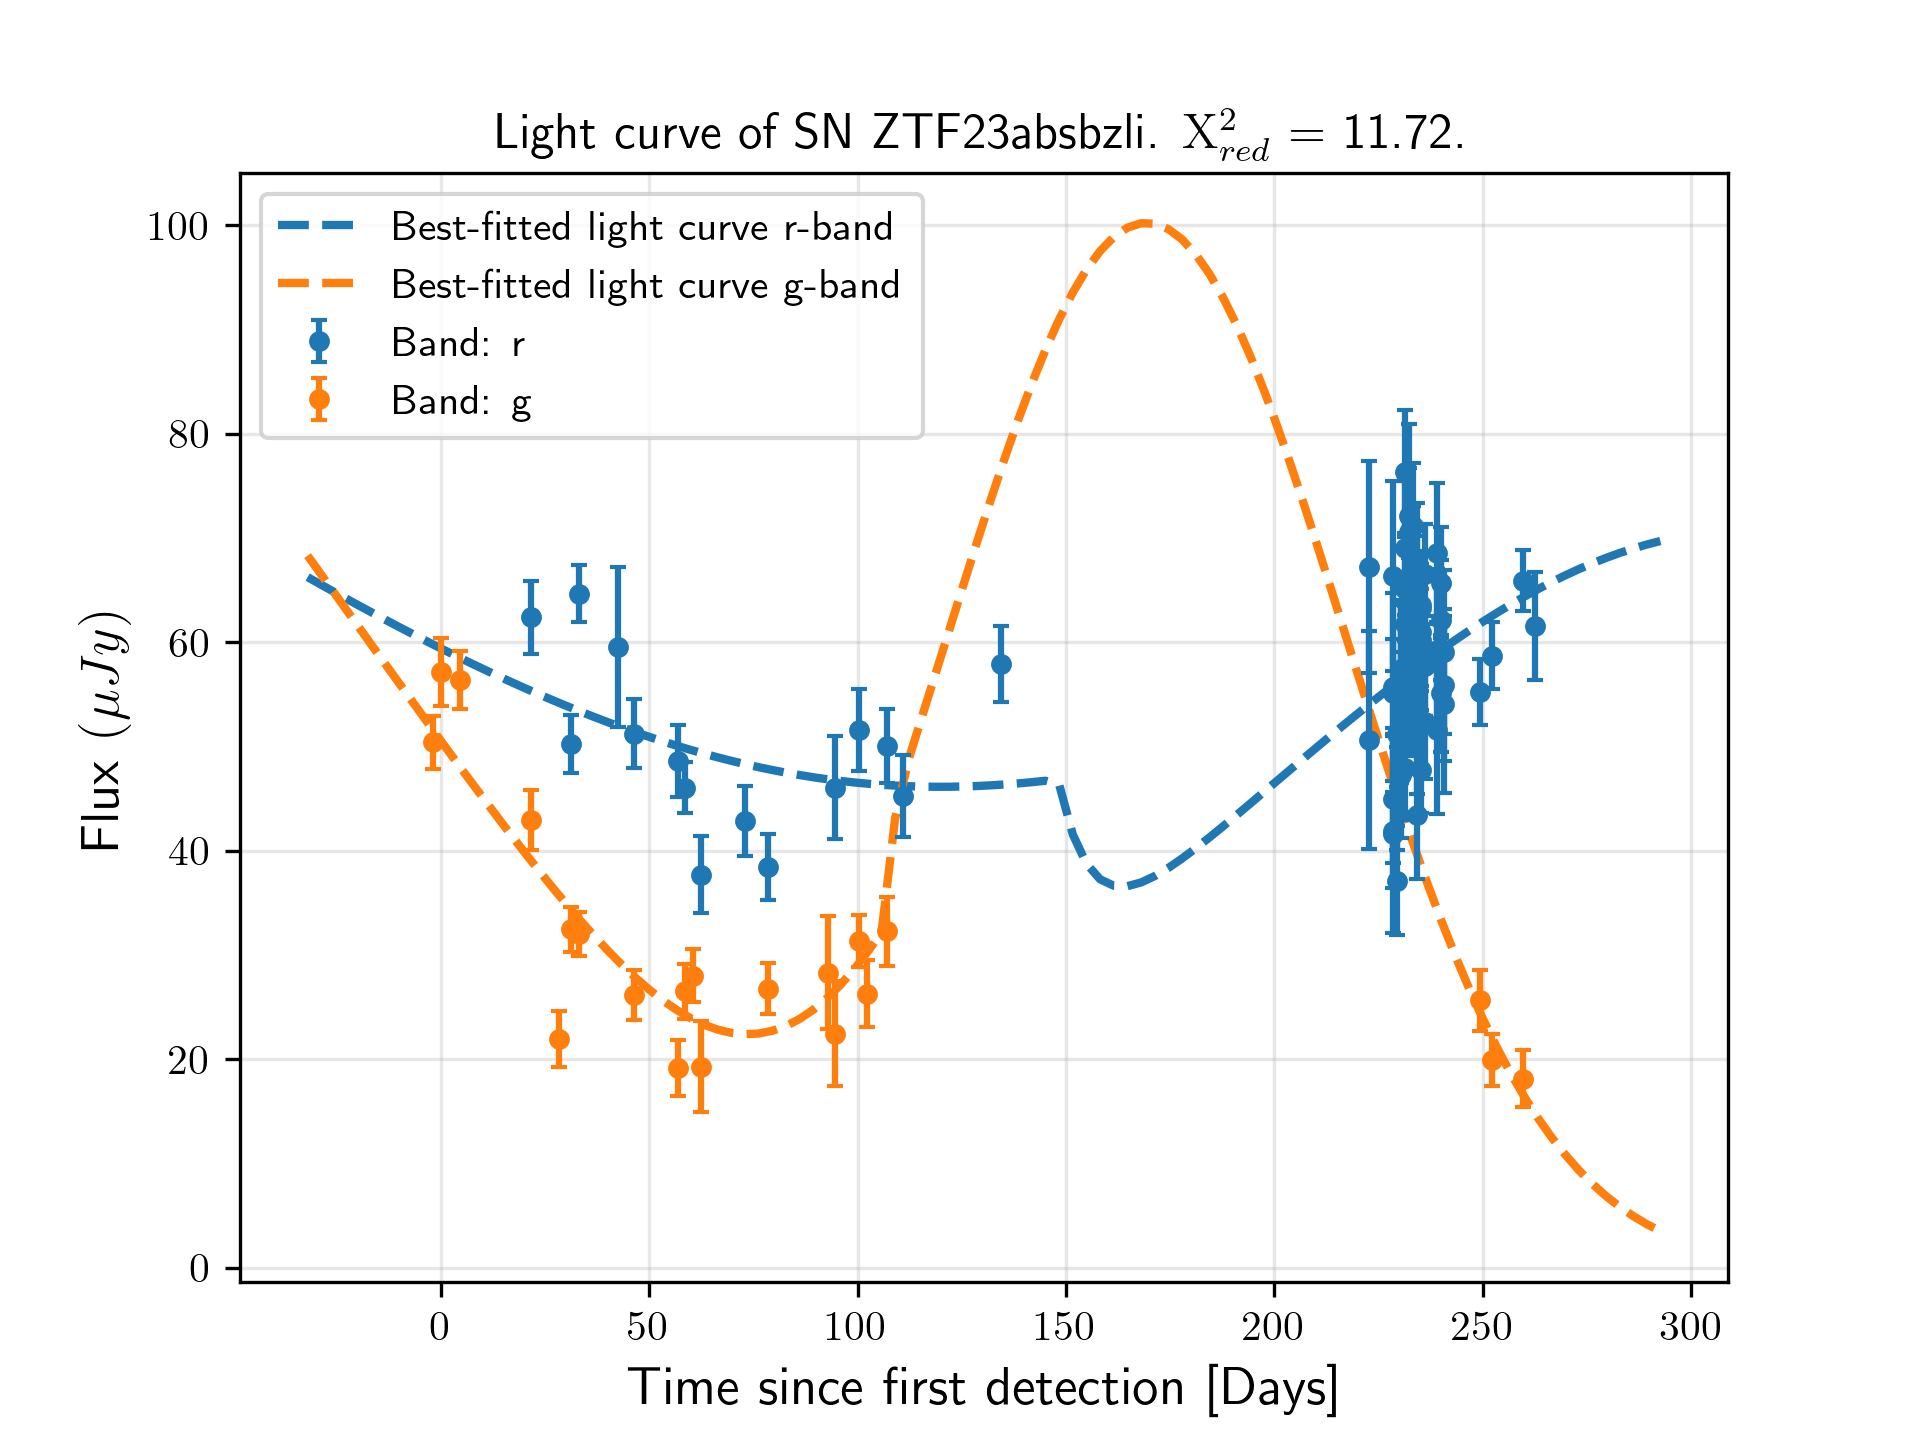 Light curve of SN ZTF23absbzli. X²_red = 11.72.
Best-fitted light curve r-band
Best-fitted light curve g-band
Band: r
Band: g
Flux (μJy)
100
80
60
40
20
0
0 50 100 150 200 250 300
Time since first detection [Days]